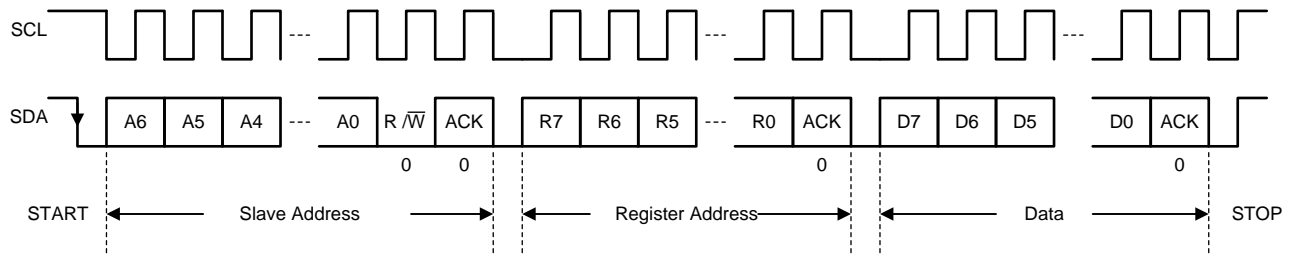 SCL
SDA A6 A5 A4 --- A0 R /W̅ ACK R7 R6 R5 --- R0 ACK D7 D6 D5 --- D0 ACK
0 0 0 0
START Slave Address Register Address Data STOP